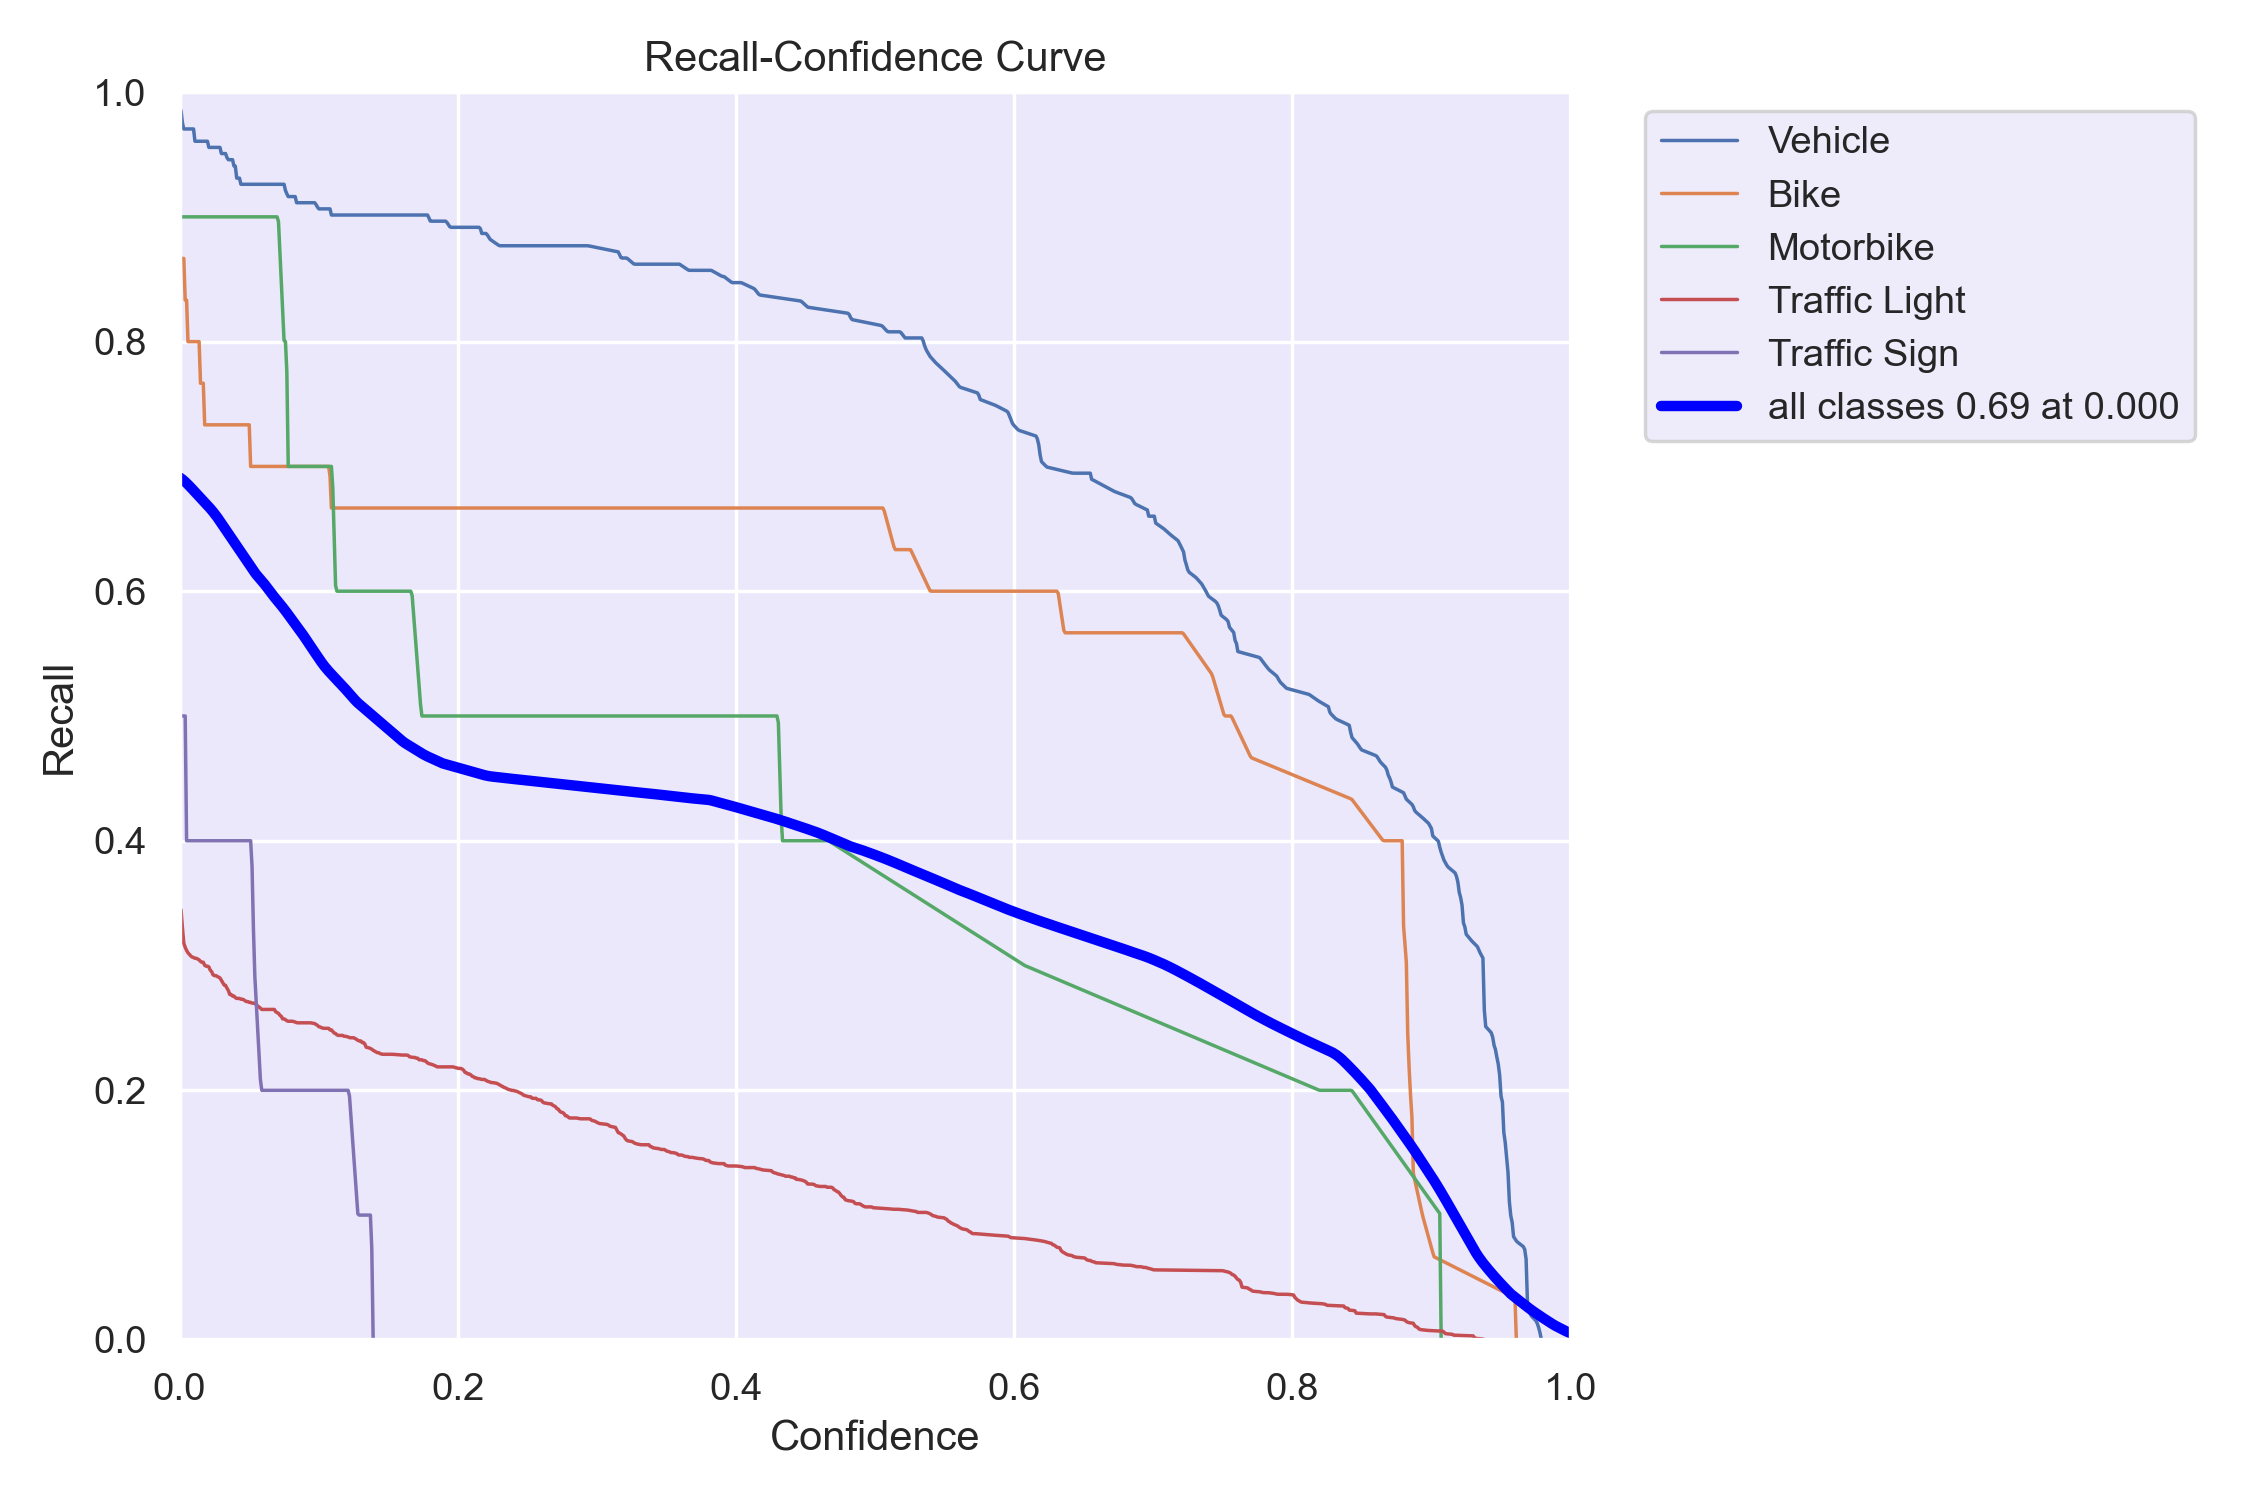 Recall-Confidence Curve
1.0
0.8
0.6
0.4
0.2
0.0
Recall
0.0 0.2 0.4 0.6 0.8 1.0
Confidence
Vehicle
Bike
Motorbike
Traffic Light
Traffic Sign
all classes 0.69 at 0.000